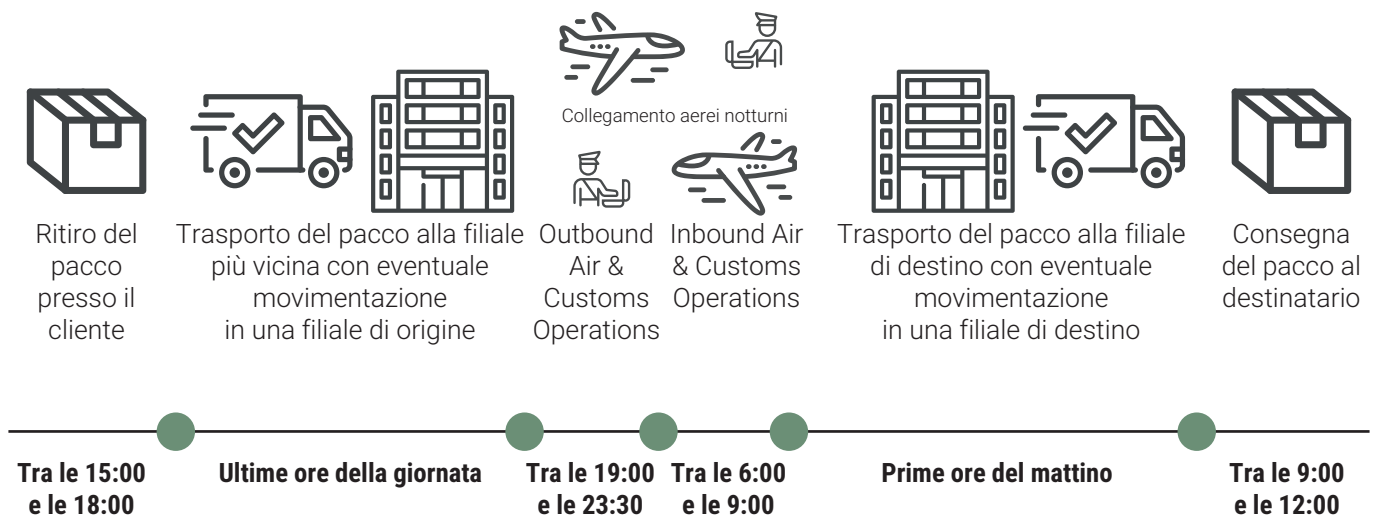 Collegamento aerei notturni
Ritiro del
pacco
presso il
cliente
Trasporto del pacco alla filiale
più vicina con eventuale
movimentazione
in una filiale di origine
Outbound
Air &
Customs
Operations
Inbound Air
& Customs
Operations
Trasporto del pacco alla filiale
di destino con eventuale
movimentazione
in una filiale di destino
Consegna
del pacco al
destinatario
Tra le 15:00
e le 18:00
Ultime ore della giornata
Tra le 19:00
e le 23:30
Tra le 6:00
e le 9:00
Prime ore del mattino
Tra le 9:00
e le 12:00